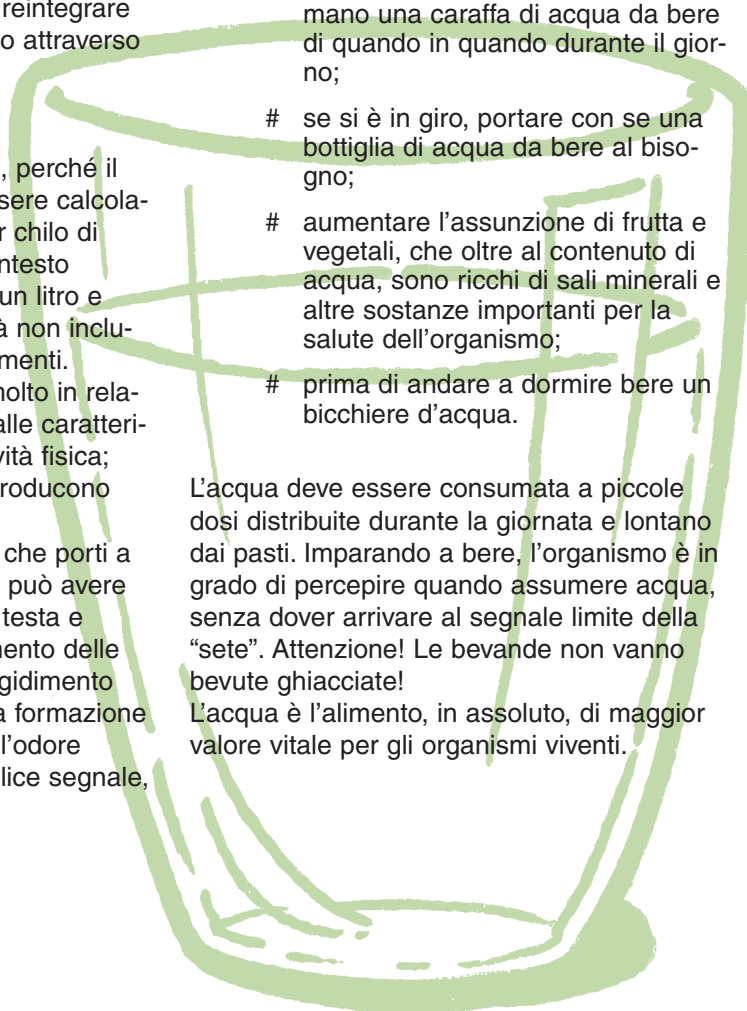 reintegrare
o attraverso
, perché il
sere calcola-
r chilo di
ntesto
un litro e
à non inclu-
menti.
nolto in rela-
alle caratteri-
vità fisica;
roducono
che porti a
può avere
testa e
nento delle
gidimento
a formazione
l'odore
lice segnale,
mano una caraffa di acqua da bere
di quando in quando durante il gior-
no;
# se si è in giro, portare con se una
bottiglia di acqua da bere al biso-
gno;
# aumentare l'assunzione di frutta e
vegetali, che oltre al contenuto di
acqua, sono ricchi di sali minerali e
altre sostanze importanti per la
salute dell'organismo;
# prima di andare a dormire bere un
bicchiere d'acqua.
L'acqua deve essere consumata a piccole
dosi distribuite durante la giornata e lontano
dai pasti. Imparando a bere, l'organismo è in
grado di percepire quando assumere acqua,
senza dover arrivare al segnale limite della
“sete”. Attenzione! Le bevande non vanno
bevute ghiacciate!
L'acqua è l'alimento, in assoluto, di maggior
valore vitale per gli organismi viventi.